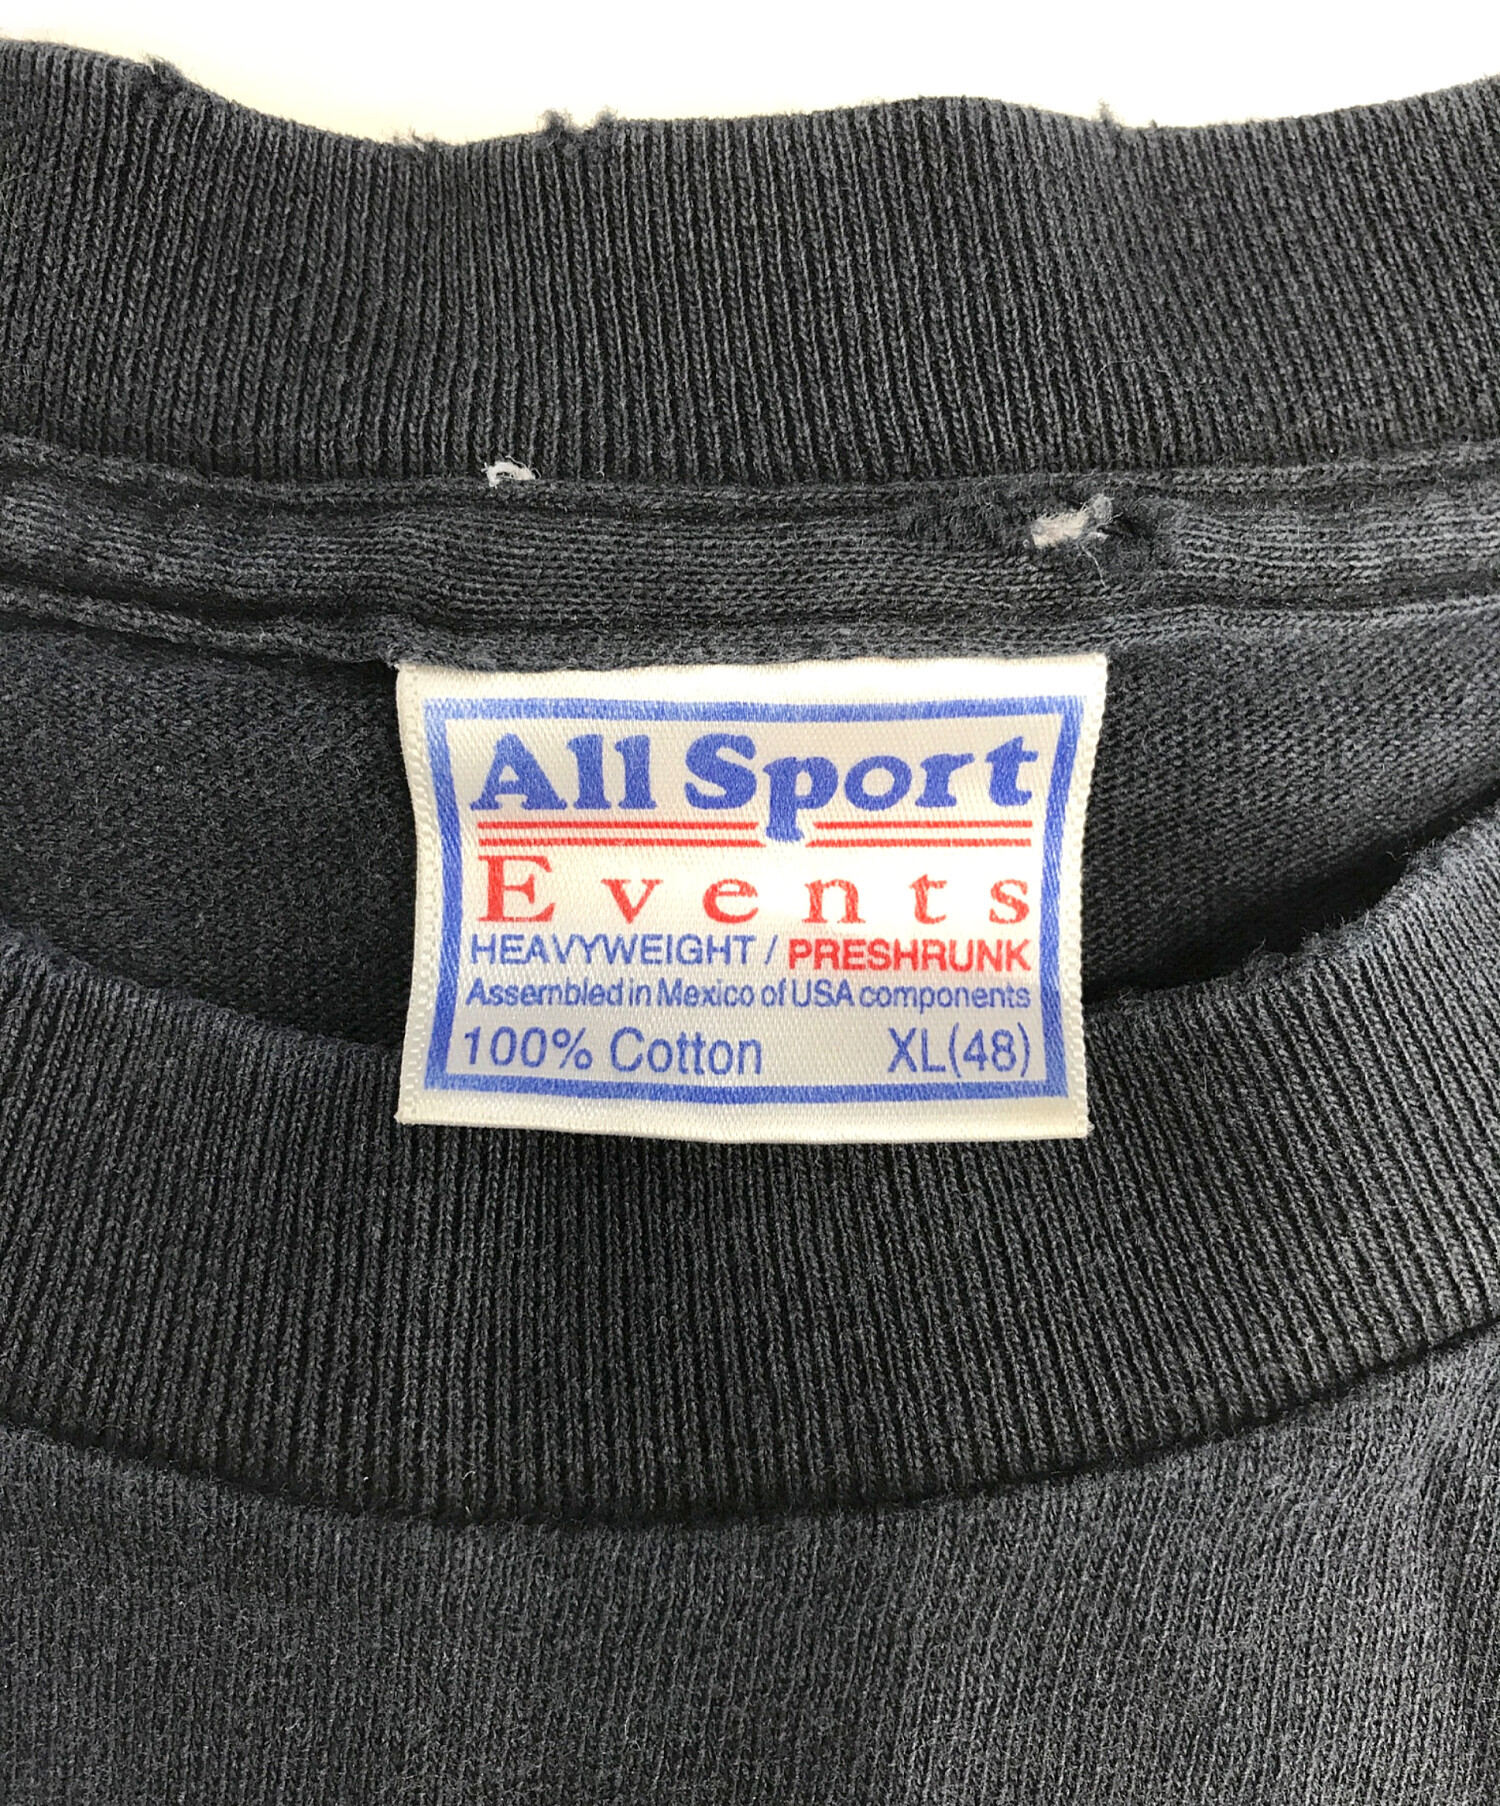 All Sport
Events
HEAVYWEIGHT / PRESHRUNK
Assembled in Mexico of USA components
100% Cotton XL(48)